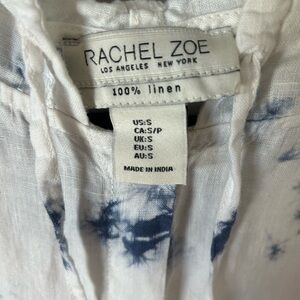 RACHEL ZOE
LOS ANGELES NEW YORK
100% linen
US:S
CA:S/P
UK:S
EU:S
AU:S
MADE IN INDIA